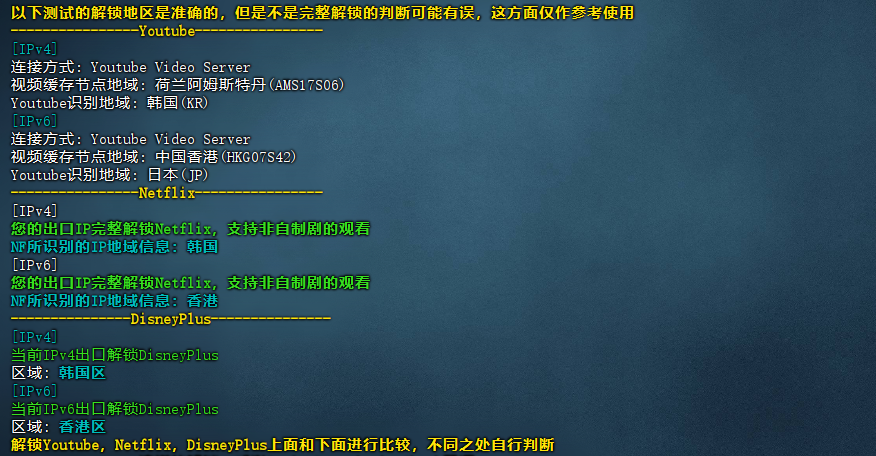 以下测试的解锁地区是准确的，但是不是完整解锁的判断可能有误，这方面仅作参考使用
----------------Youtube----------------
[IPv4]
连接方式: Youtube Video Server
视频缓存节点地域: 荷兰阿姆斯特丹(AMS17S06)
Youtube识别地域: 韩国(KR)
[IPv6]
连接方式: Youtube Video Server
视频缓存节点地域: 中国香港(HKG07S42)
Youtube识别地域: 日本(JP)
----------------Netflix----------------
[IPv4]
您的出口IP完整解锁Netflix，支持非自制剧的观看
NF所识别的IP地域信息：韩国
[IPv6]
您的出口IP完整解锁Netflix，支持非自制剧的观看
NF所识别的IP地域信息：香港
---------------DisneyPlus---------------
[IPv4]
当前IPv4出口解锁DisneyPlus
区域：韩国区
[IPv6]
当前IPv6出口解锁DisneyPlus
区域：香港区
解锁Youtube，Netflix，DisneyPlus上面和下面进行比较，不同之处自行判断